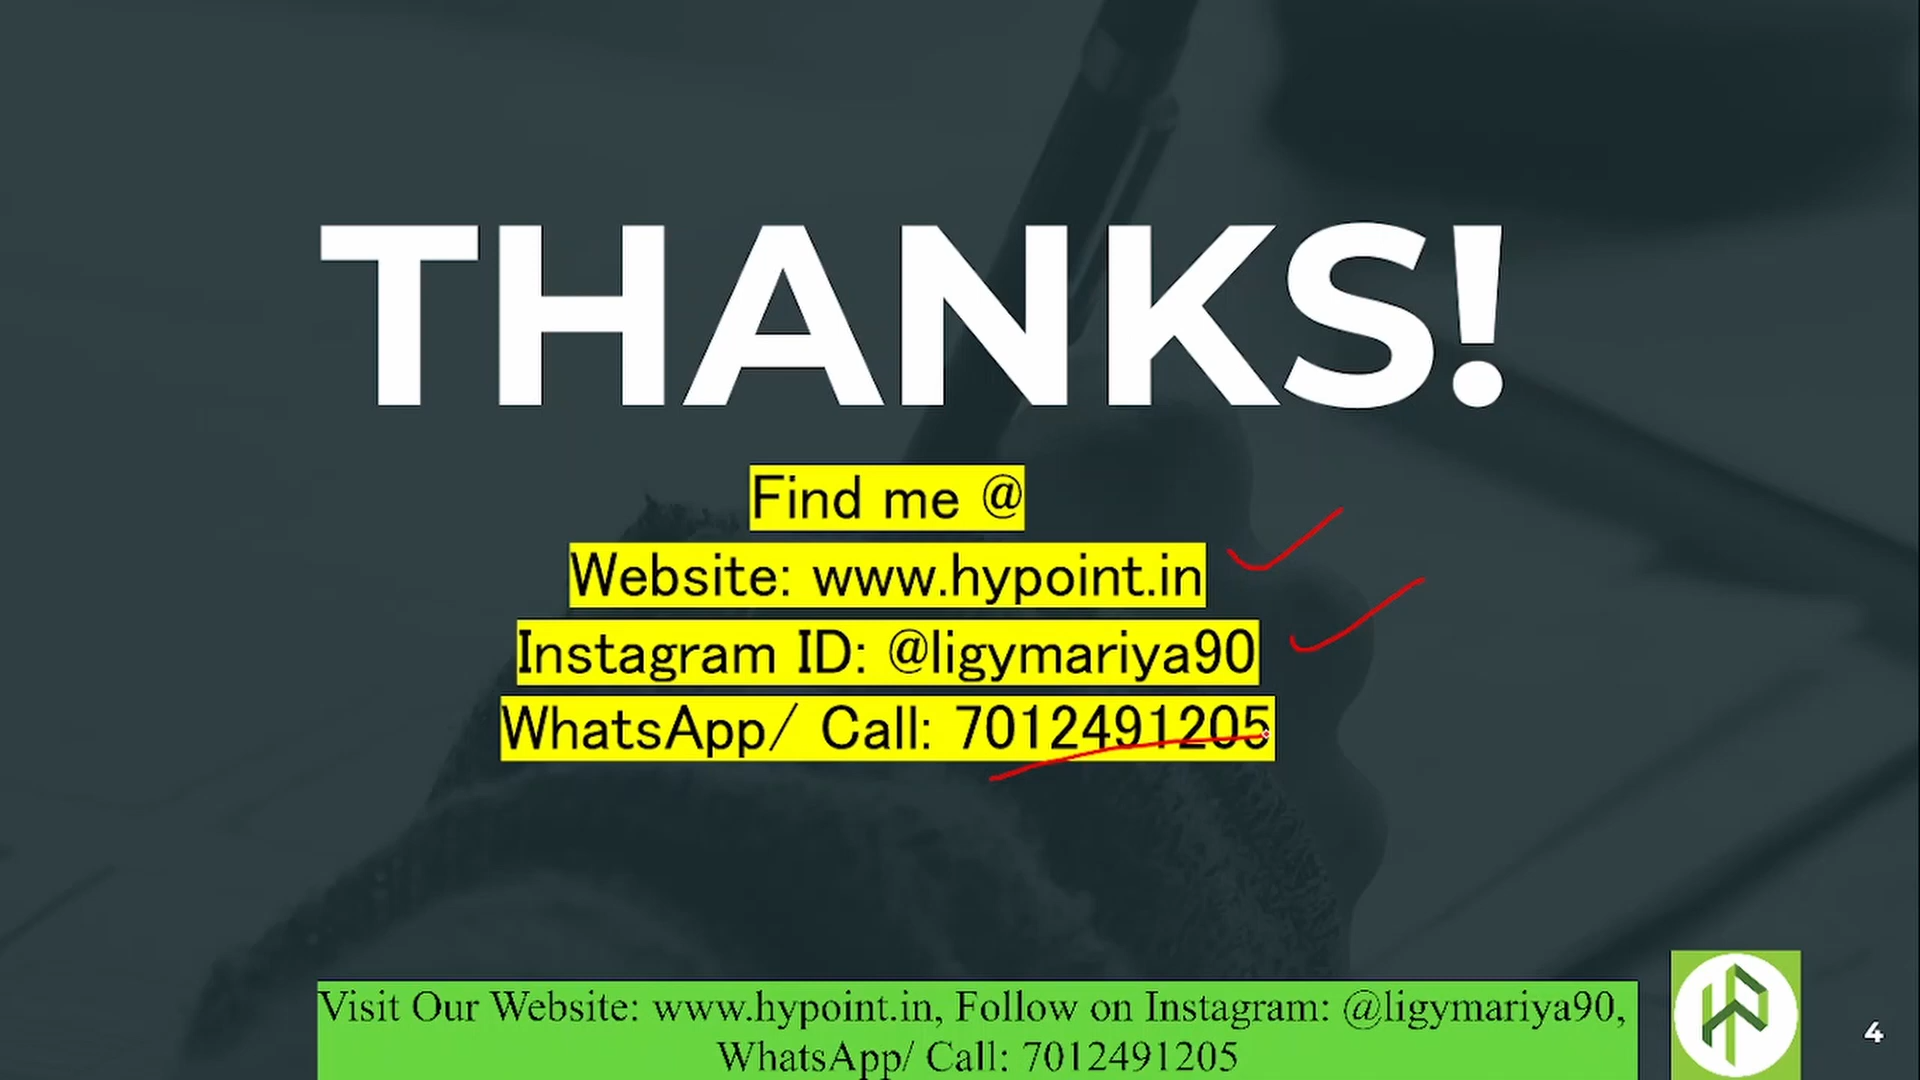 THANKS!
Find me @
Website: www.hypoint.in
Instagram ID: @ligymariya90
WhatsApp/ Call: 7012491205
Visit Our Website: www.hypoint.in, Follow on Instagram: @ligymariya90,
WhatsApp/ Call: 7012491205
4